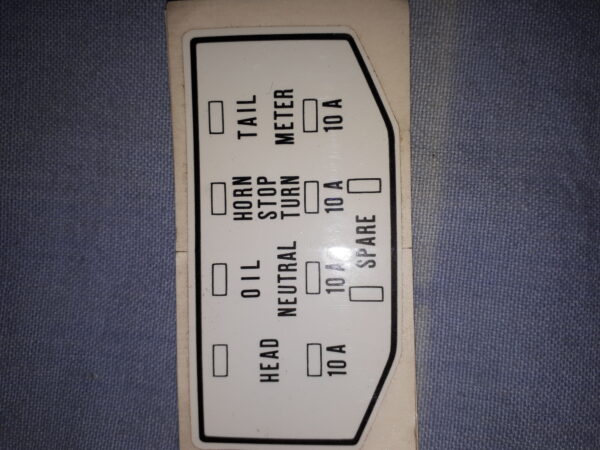 HEAD
10 A
OIL
NEUTRAL
10 A
HORN
STOP
TURN
10 A
TAIL
METER
10 A
SPARE